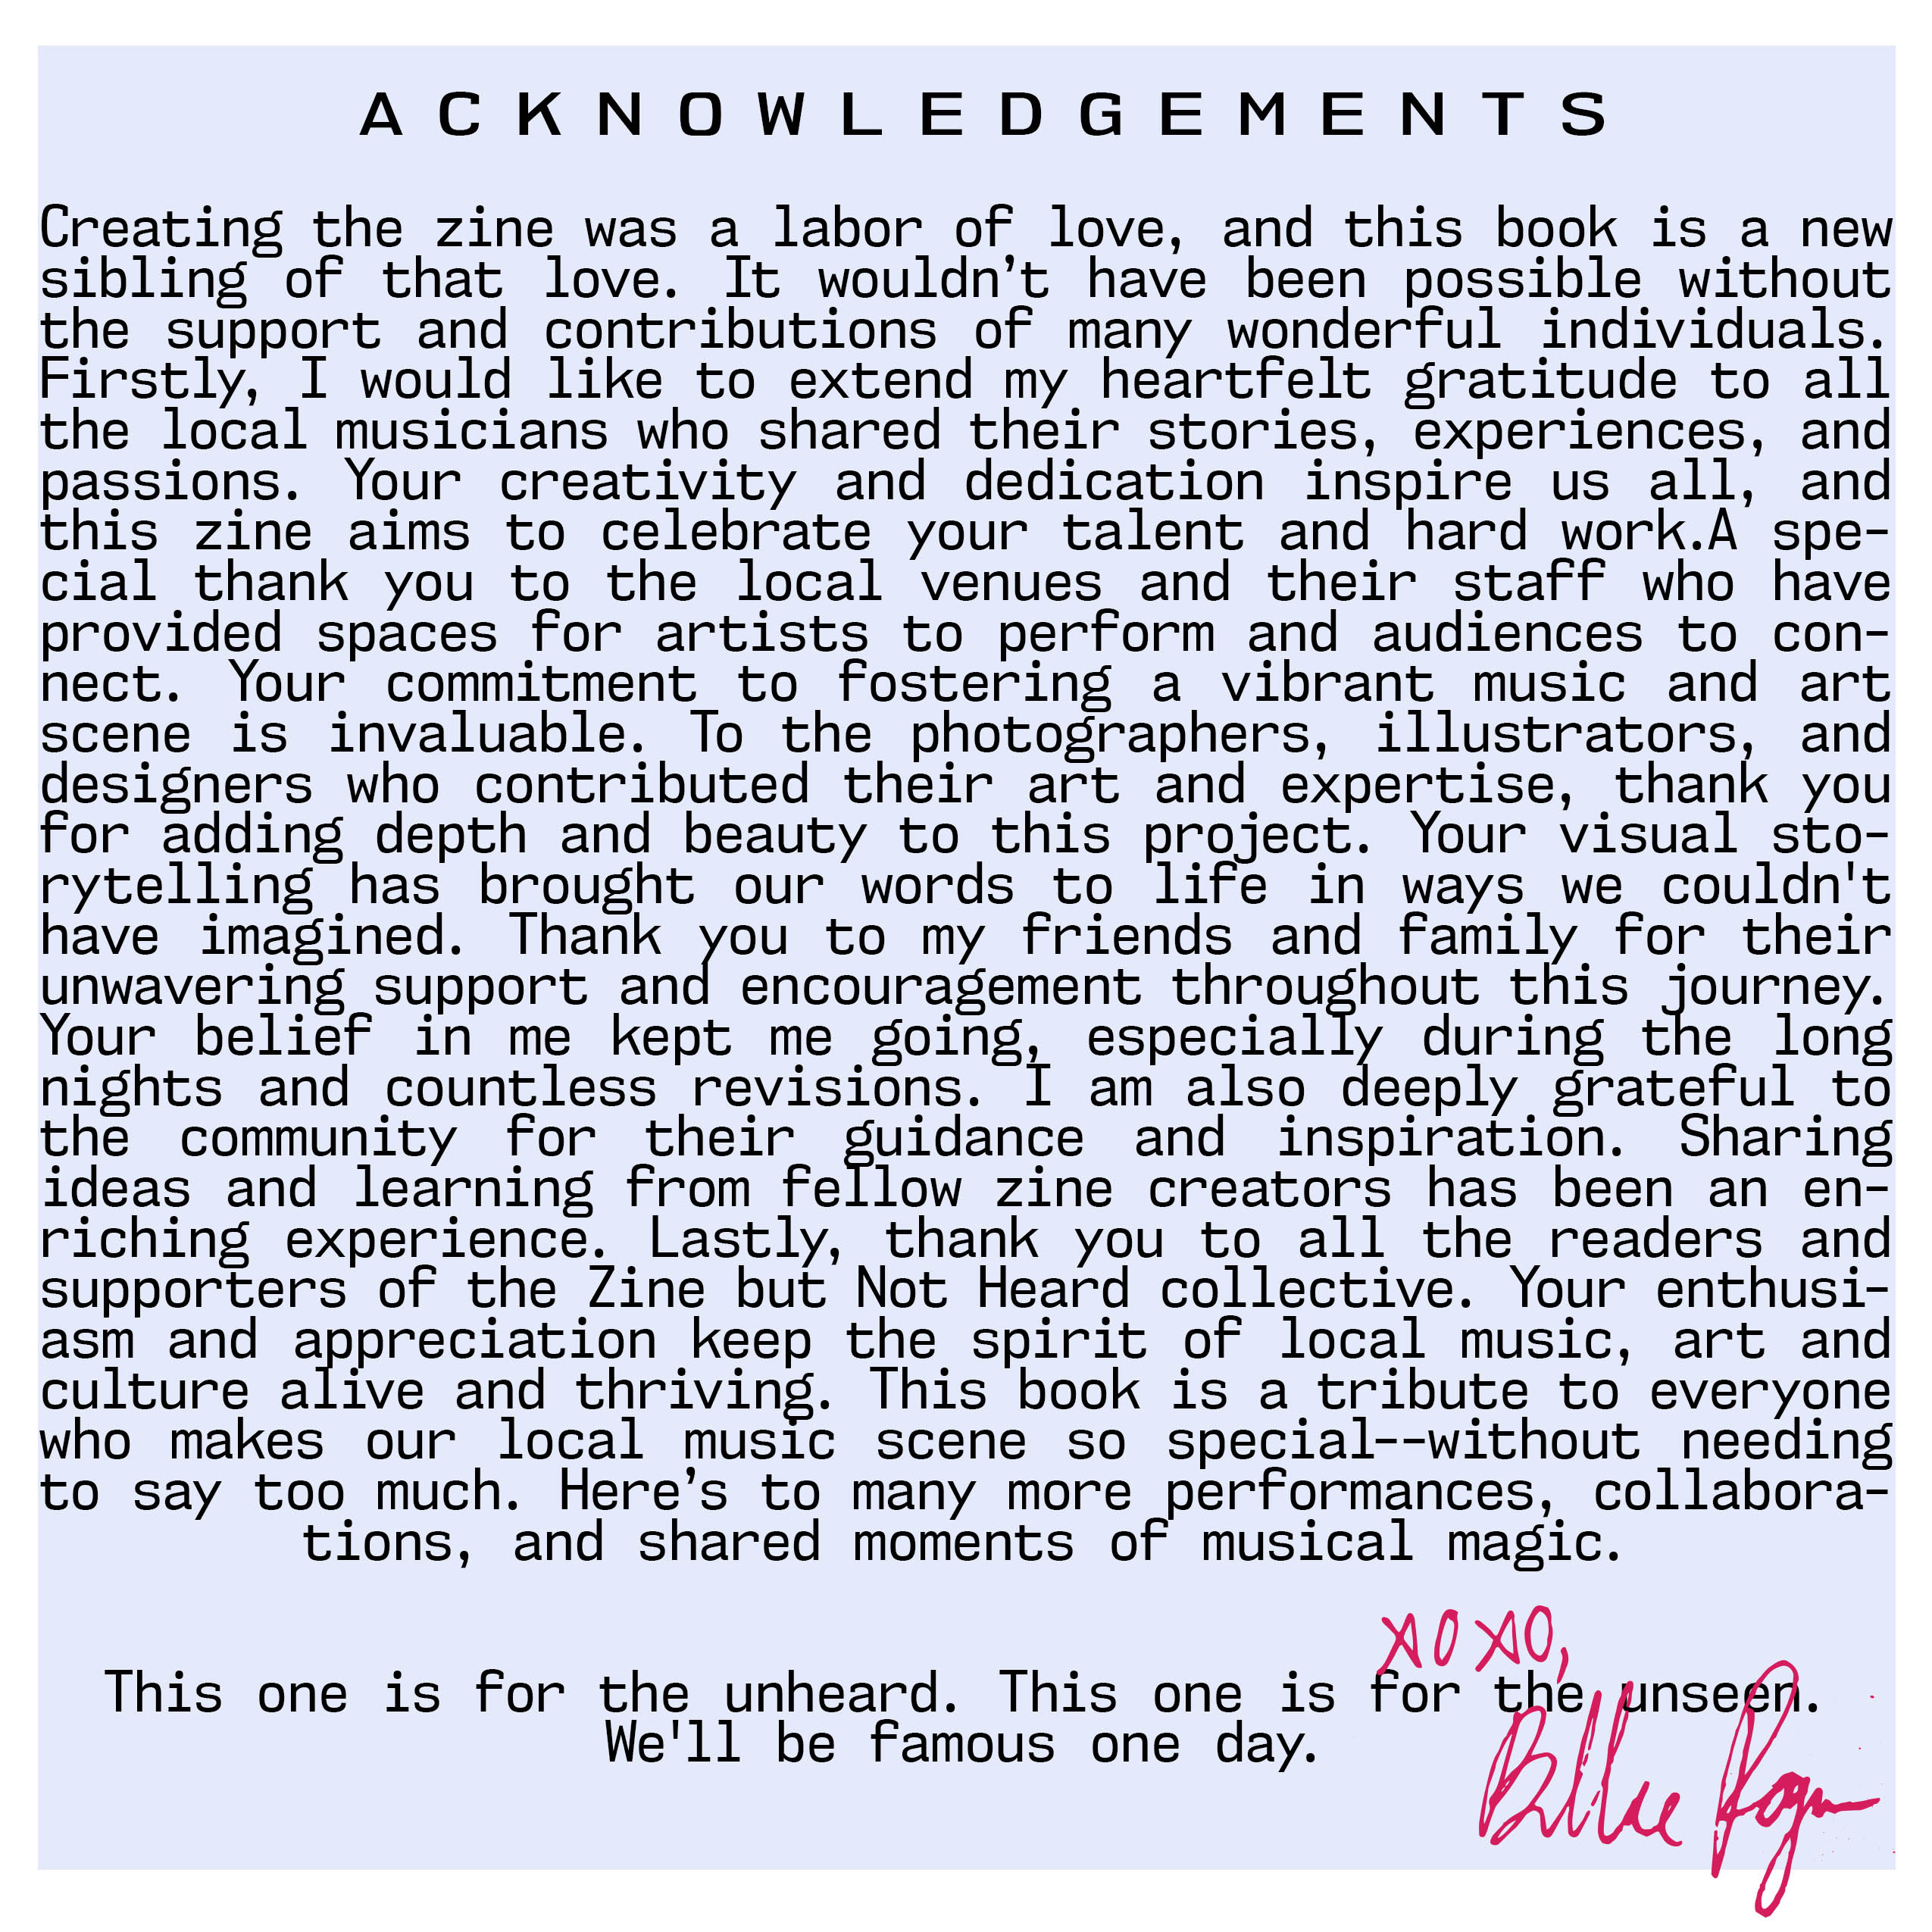 ACKNOWLEDGEMENTS
Creating the zine was a labor of love, and this book is a new
sibling of that love. It wouldn’t have been possible without
the support and contributions of many wonderful individuals.
Firstly, I would like to extend my heartfelt gratitude to all
the local musicians who shared their stories, experiences, and
passions. Your creativity and dedication inspire us all, and
this zine aims to celebrate your talent and hard work.A spe-
cial thank you to the local venues and their staff who have
provided spaces for artists to perform and audiences to con-
nect. Your commitment to fostering a vibrant music and art
scene is invaluable. To the photographers, illustrators, and
designers who contributed their art and expertise, thank you
for adding depth and beauty to this project. Your visual sto-
rytelling has brought our words to life in ways we couldn't
have imagined. Thank you to my friends and family for their
unwavering support and encouragement throughout this journey.
Your belief in me kept me going, especially during the long
nights and countless revisions. I am also deeply grateful to
the community for their guidance and inspiration. Sharing
ideas and learning from fellow zine creators has been an en-
riching experience. Lastly, thank you to all the readers and
supporters of the Zine but Not Heard collective. Your enthusi-
asm and appreciation keep the spirit of local music, art and
culture alive and thriving. This book is a tribute to everyone
who makes our local music scene so special--without needing
to say too much. Here’s to many more performances, collabora-
tions, and shared moments of musical magic.
xoxo,
This one is for the unheard. This one is for the unseen.
We'll be famous one day.
Billie